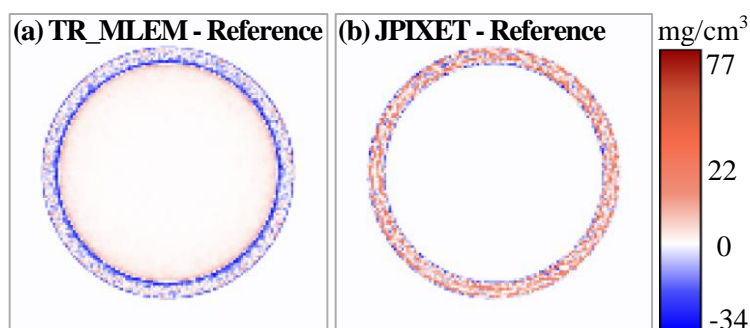 (a) TR_MLEM - Reference
(b) JPIXET - Reference
mg/cm³
77
22
0
-34